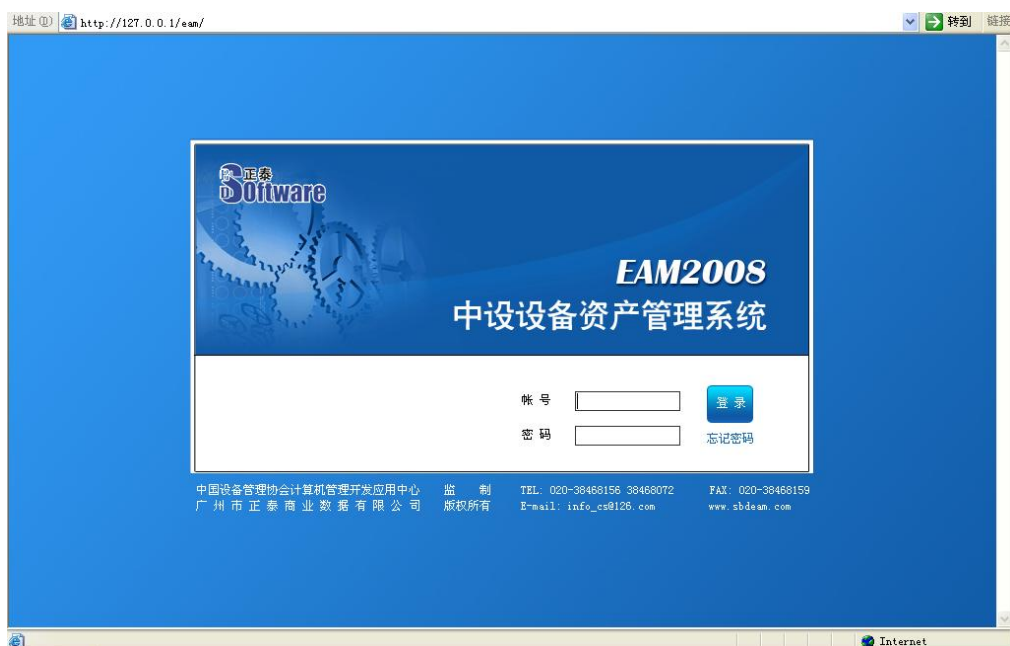 地址(D) http://127.0.0.1/eam/ 转到 链接
正泰
Software
EAM2008
中设设备资产管理系统
帐 号 登 录
密 码 忘记密码
中国设备管理协会计算机管理开发应用中心 监 制 TEL: 020-38468156 38468072 FAX: 020-38468159
广州市正泰商业数据有限公司 版权所有 E-mail: info_cs@126.com www.sbdeam.com
Internet